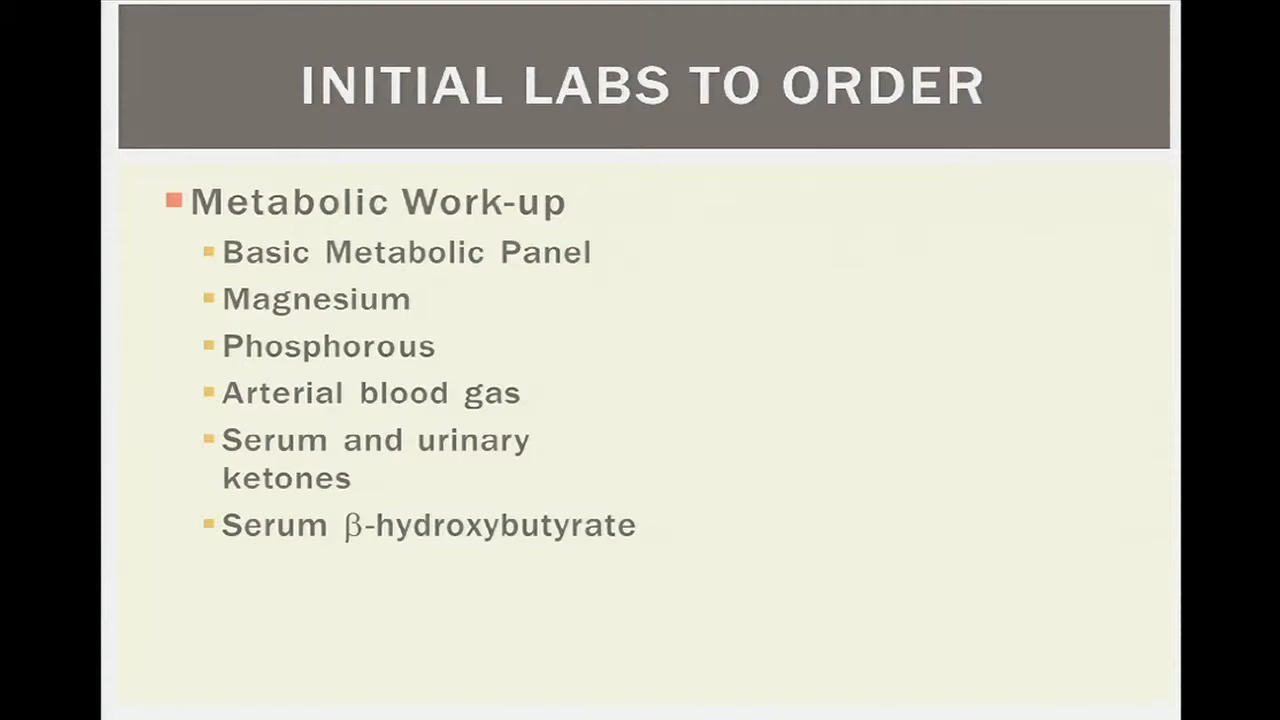 INITIAL LABS TO ORDER
Metabolic Work-up
Basic Metabolic Panel
Magnesium
Phosphorous
Arterial blood gas
Serum and urinary
ketones
Serum β-hydroxybutyrate